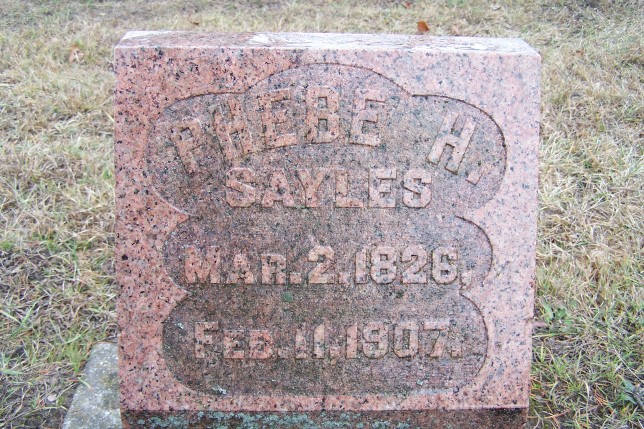 PHEBE H.
SAYLES
MAR. 2. 1826,
FEB. 11. 1907.